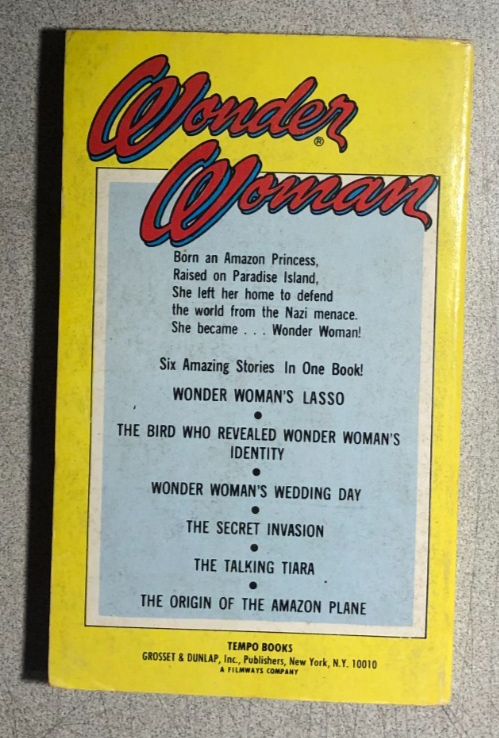 Wonder
®
Woman
Born an Amazon Princess,
Raised on Paradise Island,
She left her home to defend
the world from the Nazi menace.
She became . . . Wonder Woman!
Six Amazing Stories In One Book!
WONDER WOMAN'S LASSO
●
THE BIRD WHO REVEALED WONDER WOMAN'S
IDENTITY
●
WONDER WOMAN'S WEDDING DAY
●
THE SECRET INVASION
●
THE TALKING TIARA
●
THE ORIGIN OF THE AMAZON PLANE
TEMPO BOOKS
GROSSET & DUNLAP, Inc., Publishers, New York, N.Y. 10010
A FILMWAYS COMPANY